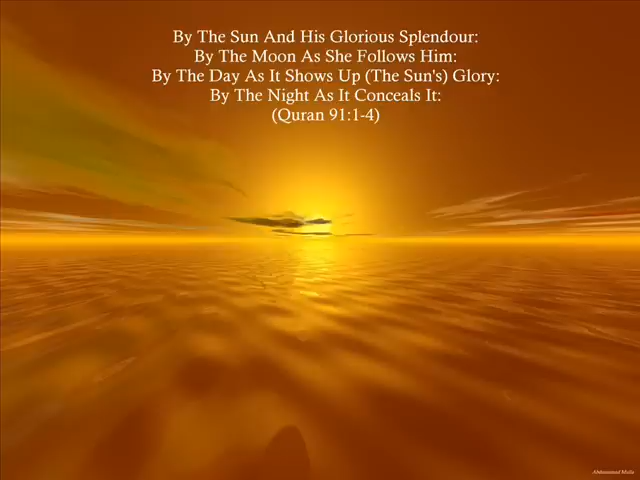 By The Sun And His Glorious Splendour:
By The Moon As She Follows Him:
By The Day As It Shows Up (The Sun's) Glory:
By The Night As It Conceals It:
(Quran 91:1-4)